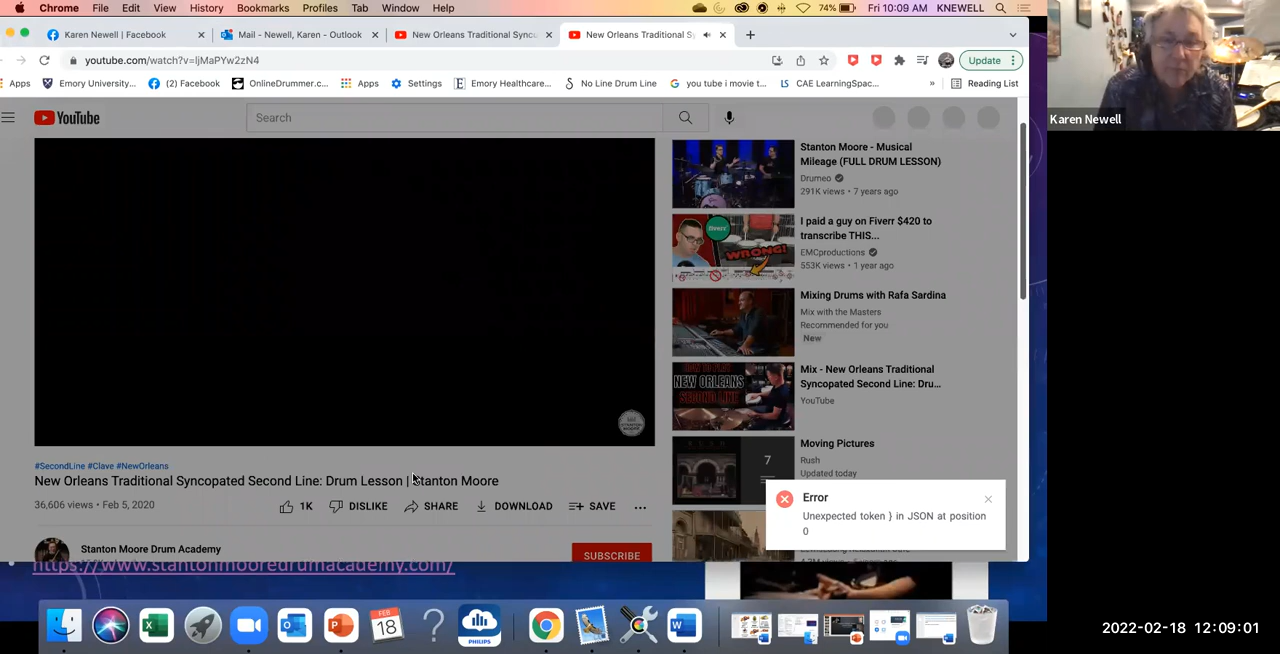 Chrome File Edit View History Bookmarks Profiles Tab Window Help 74% Fri 10:09 AM KNEWELL
Karen Newell | Facebook
Mail - Newell, Karen - Outlook
New Orleans Traditional Syncu
New Orleans Traditional Sy
youtube.com/watch?v=ljMaPYw2zN4
Update
Apps Emory University... (2) Facebook OnlineDrummer.c... Apps Settings Emory Healthcare... No Line Drum Line you tube i movie t... CAE LearningSpac... » Reading List
Karen Newell
YouTube
Search
Stanton Moore - Musical
Mileage (FULL DRUM LESSON)
Drumeo
291K views • 7 years ago
I paid a guy on Fiverr $420 to
transcribe THIS...
EMCproductions
553K views • 1 year ago
WRONG!
Mixing Drums with Rafa Sardina
Mix with the Masters
Recommended for you
New
Mix - New Orleans Traditional
Syncopated Second Line: Dru...
YouTube
HOW TO PLAY
NEW ORLEANS
SECOND LINE
Moving Pictures
Rush
Updated today
7
#SecondLine #Clave #NewOrleans
New Orleans Traditional Syncopated Second Line: Drum Lesson | Stanton Moore
36,606 views • Feb 5, 2020
1K DISLIKE SHARE DOWNLOAD SAVE ...
Stanton Moore Drum Academy
SUBSCRIBE
Error
Unexpected token } in JSON at position
0
https://www.stantonmooredrumacademy.com/
FEB
18
PHILIPS
2022-02-18 12:09:01